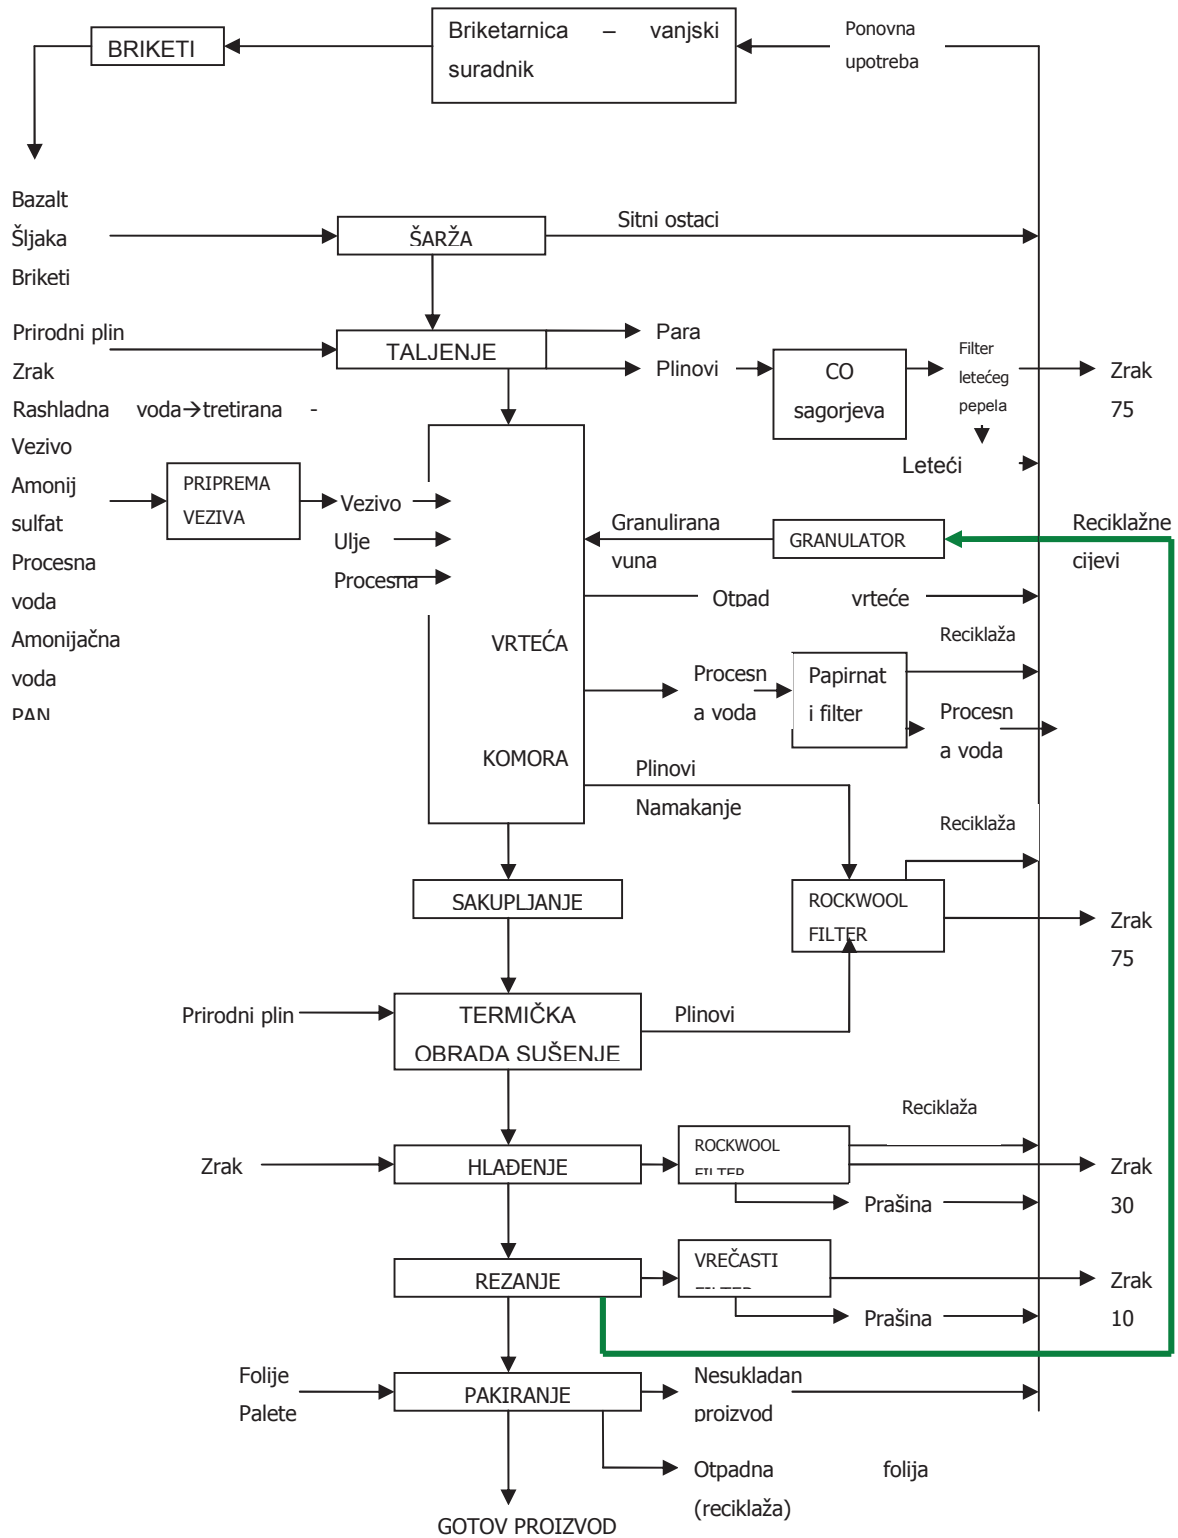 BRIKETI
Briketarnica – vanjski
suradnik
Ponovna
upotreba
Bazalt
Šljaka
Briketi
ŠARŽA
Sitni ostaci
Prirodni plin
Zrak
Rashladna voda→tretirana -
Vezivo
Amonij
sulfat
Procesna
voda
Amonijačna
voda
PAN
TALJENJE
Para
Plinovi
CO
sagorjeva
Filter
letećeg
pepela
Zrak
75
Leteći
PRIPREMA
VEZIVA
Vezivo
Ulje
Procesna
VRTEĆA
KOMORA
Granulirana
vuna
GRANULATOR
Reciklažne
cijevi
Otpad vrteće
Reciklaža
Procesn
a voda
Papirnat
i filter
Procesn
a voda
Plinovi
Namakanje
Reciklaža
SAKUPLJANJE
ROCKWOOL
FILTER
Zrak
75
Prirodni plin
TERMIČKA
OBRADA SUŠENJE
Plinovi
Reciklaža
Zrak
HLAĐENJE
ROCKWOOL
FILTER
Zrak
30
Prašina
REZANJE
VREČASTI
Zrak
10
Prašina
Folije
Palete
PAKIRANJE
Nesukladan
proizvod
Otpadna folija
(reciklaža)
GOTOV PROIZVOD